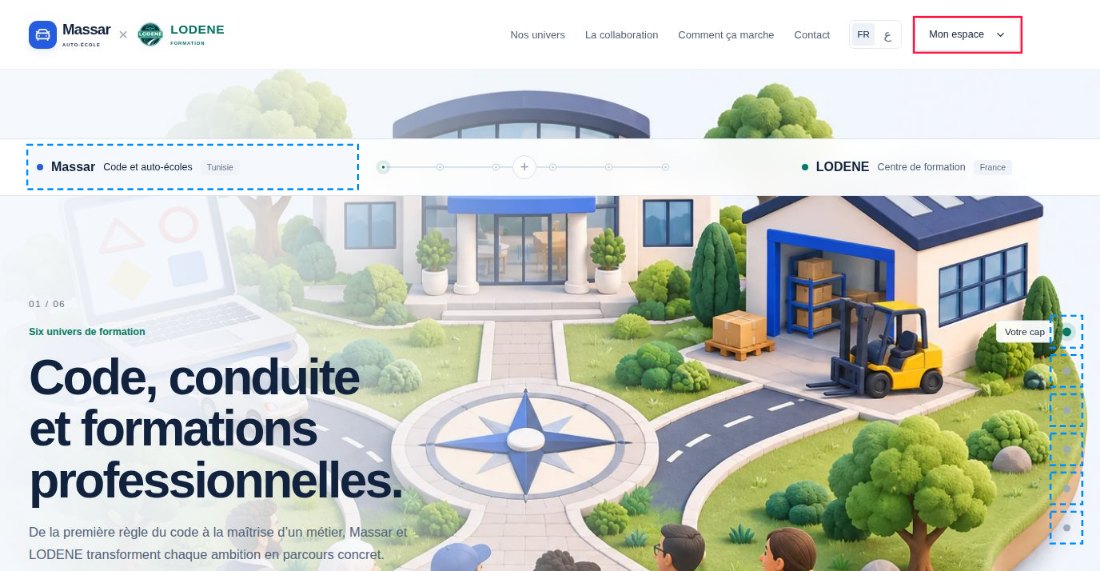 Massar
AUTO-ÉCOLE
×
LODENE
LODENE
FORMATION
Nos univers
La collaboration
Comment ça marche
Contact
FR
ع
Mon espace
Massar Code et auto-écoles Tunisie
+
LODENE Centre de formation France
01 / 06
Votre cap
Six univers de formation
Code, conduite
et formations
professionnelles.
De la première règle du code à la maîtrise d'un métier, Massar et
LODENE transforment chaque ambition en parcours concret.